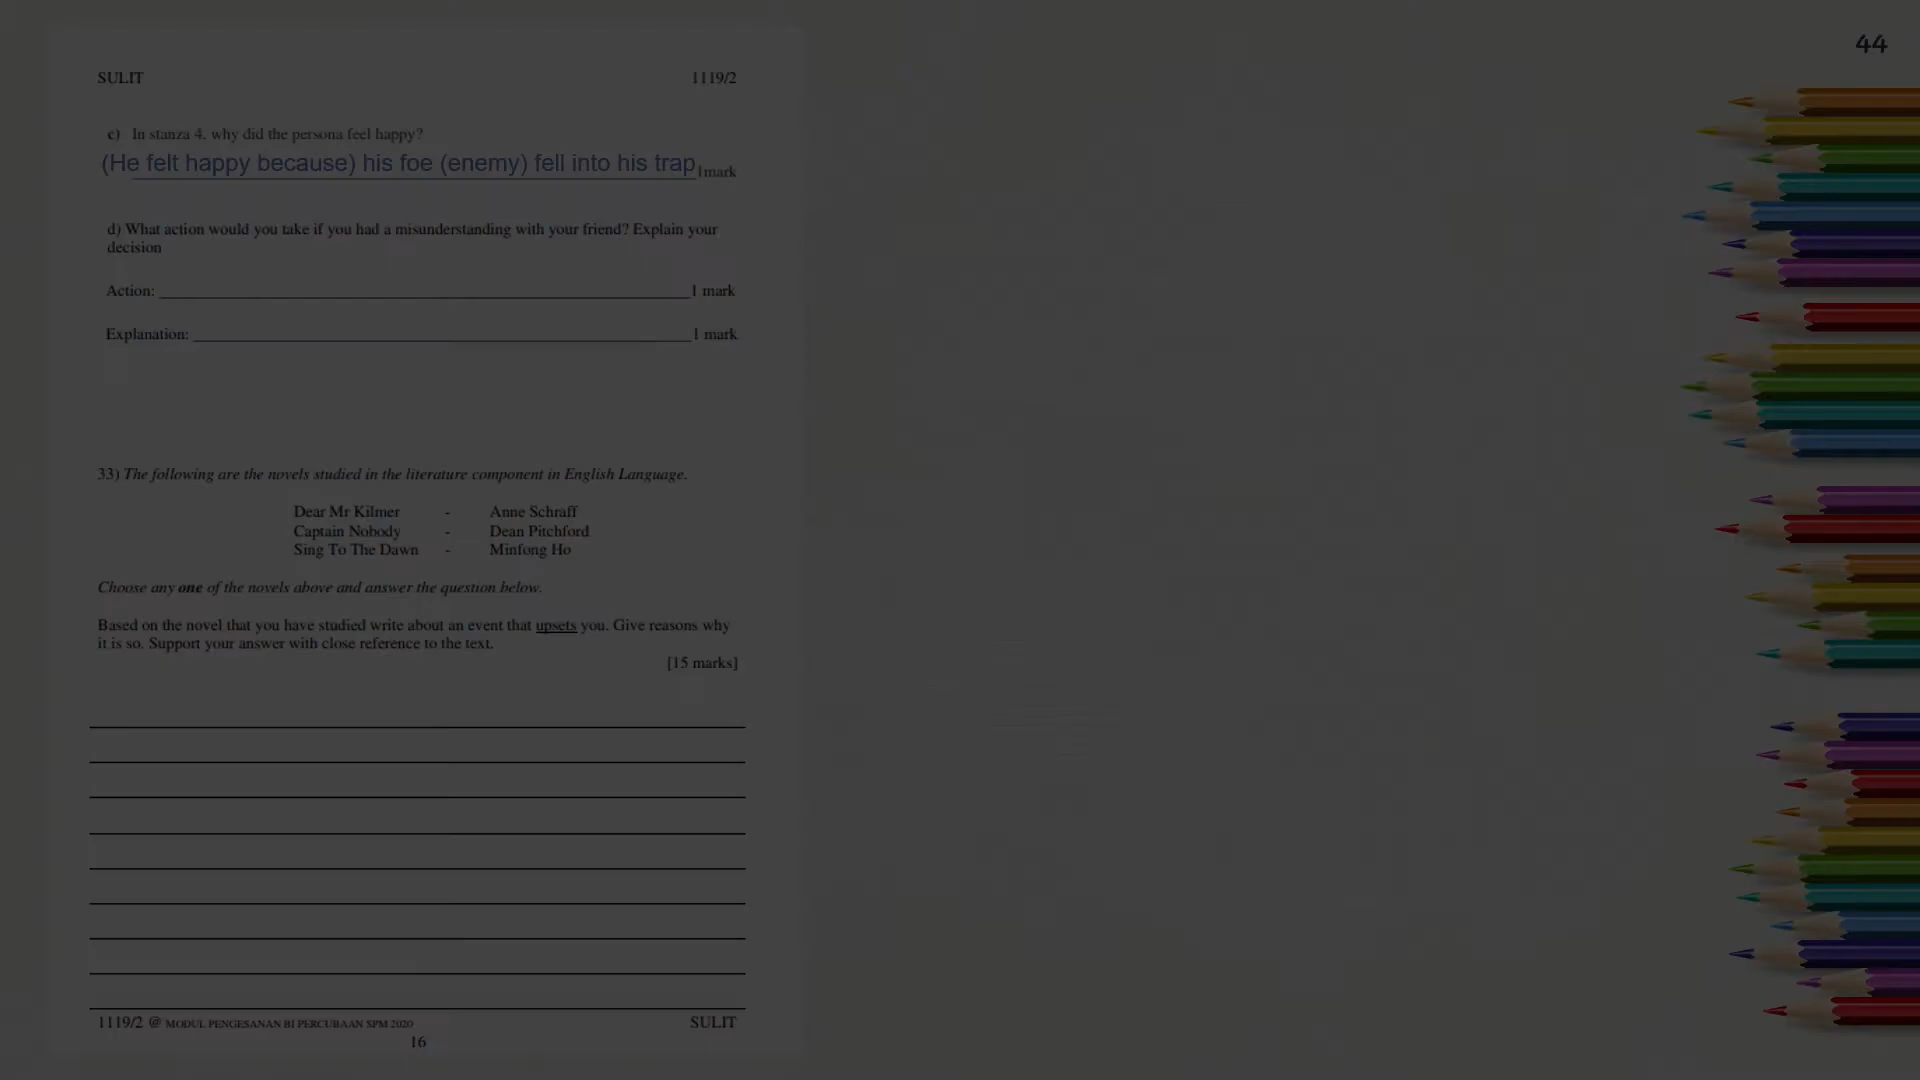 44
SULIT 1119/2
c) In stanza 4, why did the persona feel happy?
(He felt happy because) his foe (enemy) fell into his trap 1mark
d) What action would you take if you had a misunderstanding with your friend? Explain your
decision
Action: 1 mark
Explanation: 1 mark
33) The following are the novels studied in the literature component in English Language.
Dear Mr Kilmer - Anne Schraff
Captain Nobody - Dean Pitchford
Sing To The Dawn - Minfong Ho
Choose any one of the novels above and answer the question below.
Based on the novel that you have studied write about an event that upsets you. Give reasons why
it is so. Support your answer with close reference to the text.
[15 marks]
1119/2 @ MODUL PENGESANAN BI PERCUBAAN SPM 2020 SULIT
16